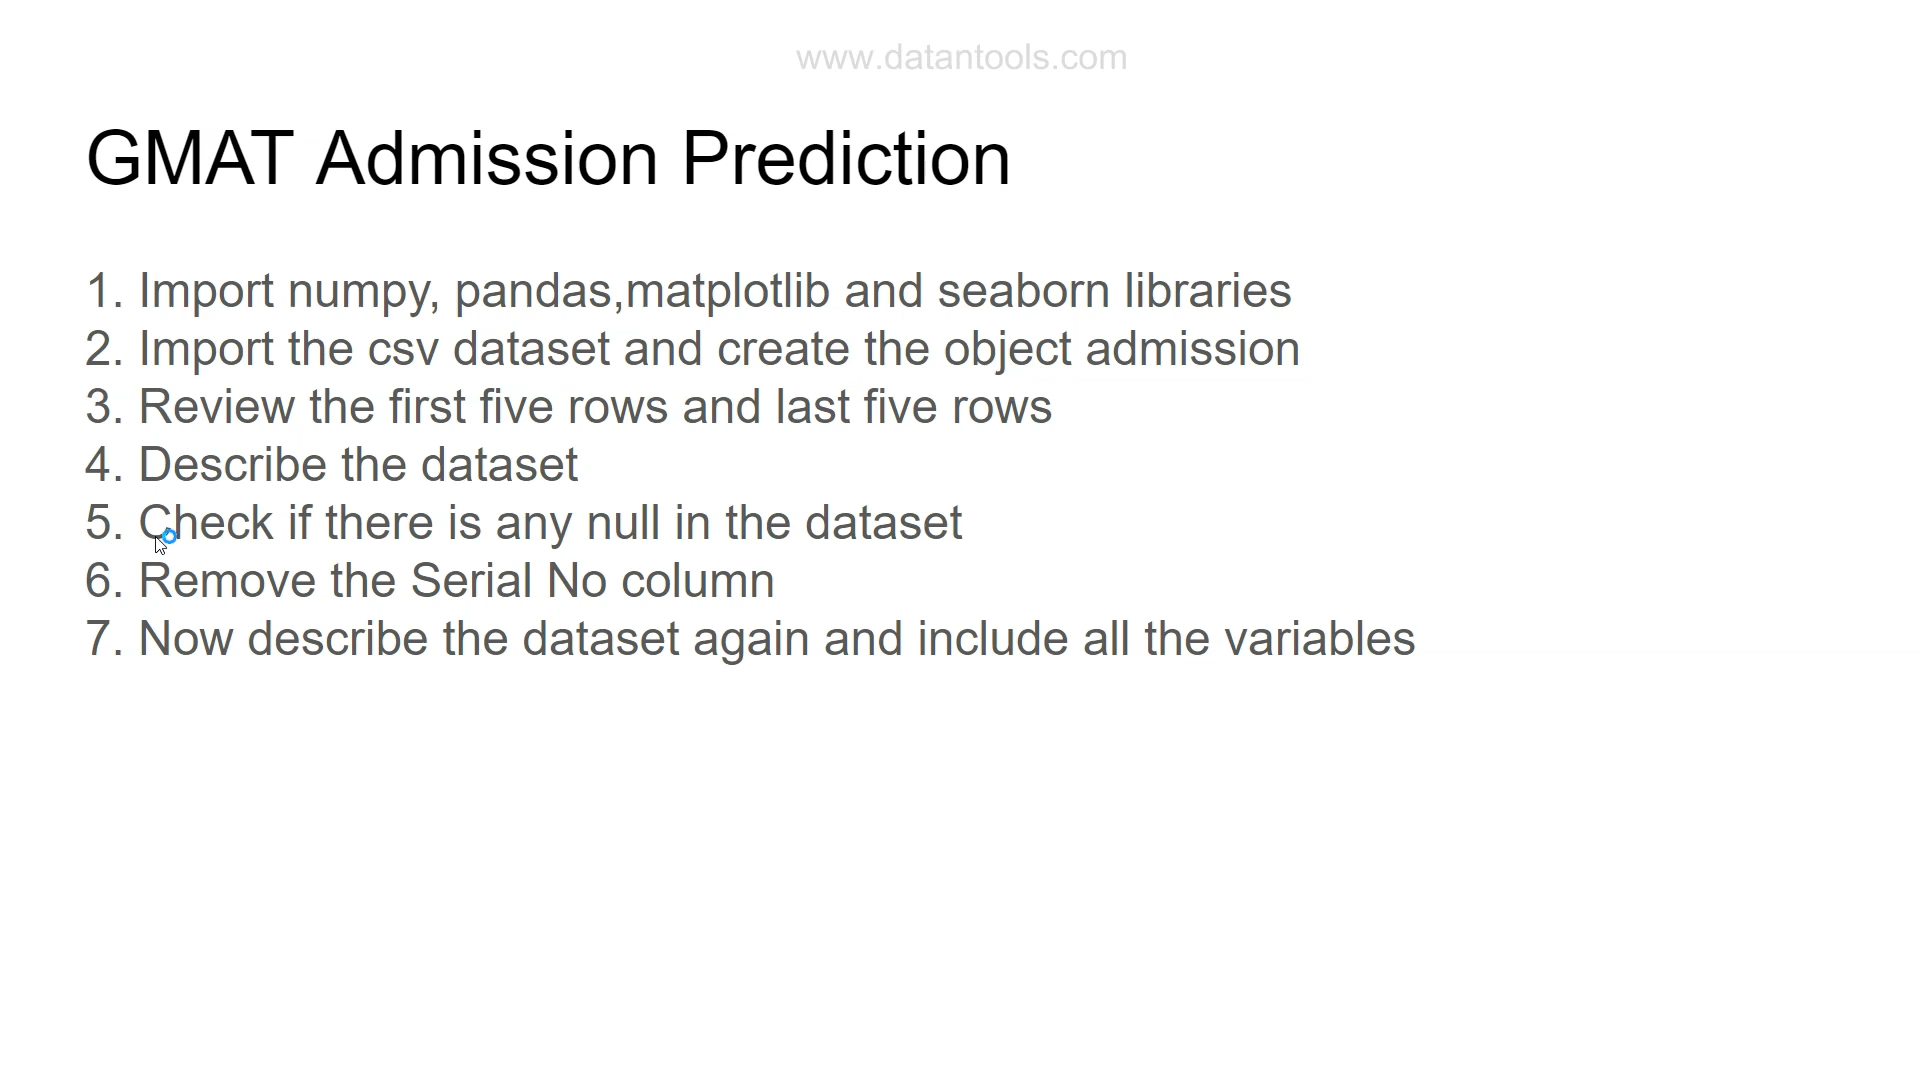 www.datantools.com
GMAT Admission Prediction
1. Import numpy, pandas,matplotlib and seaborn libraries
2. Import the csv dataset and create the object admission
3. Review the first five rows and last five rows
4. Describe the dataset
5. Check if there is any null in the dataset
6. Remove the Serial No column
7. Now describe the dataset again and include all the variables